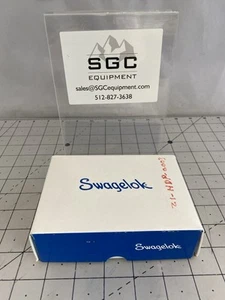 SGC
EQUIPMENT
sales@SGCequipment.com
512-827-3638
Swagelok
Swagelok